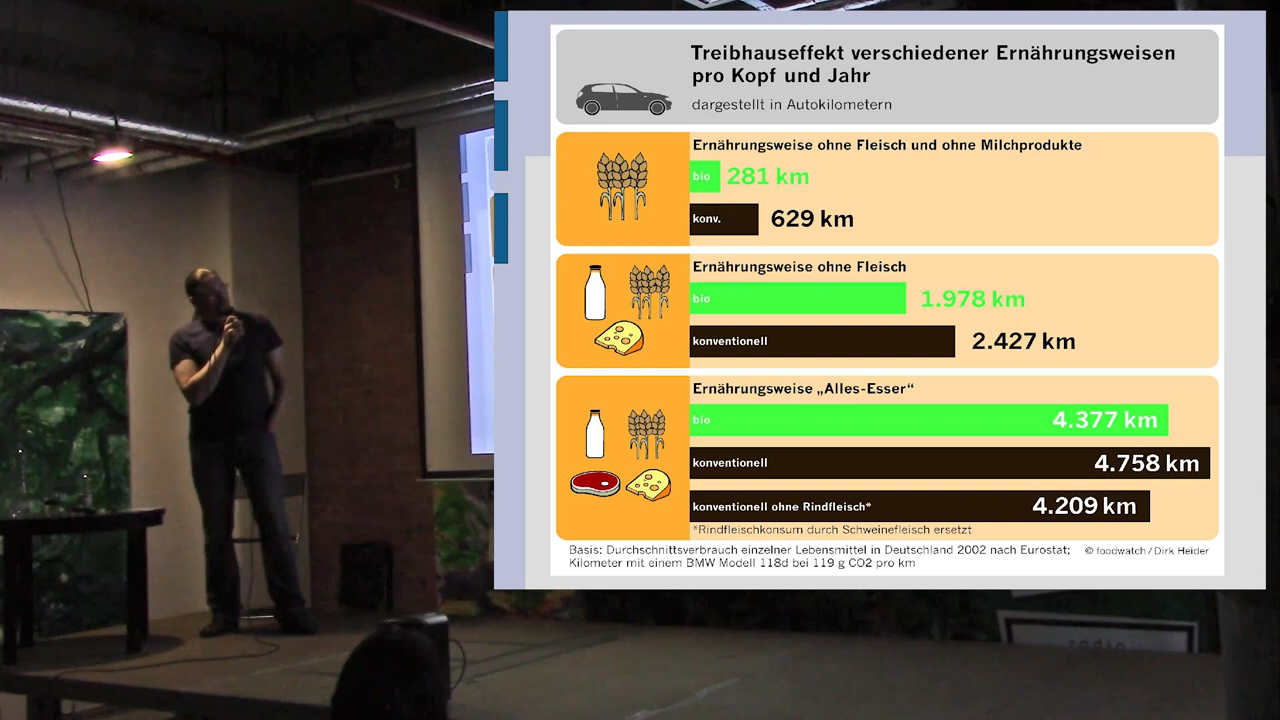 Treibhauseffekt verschiedener Ernährungsweisen
pro Kopf und Jahr
dargestellt in Autokilometern
Ernährungsweise ohne Fleisch und ohne Milchprodukte
bio 281 km
konv. 629 km
Ernährungsweise ohne Fleisch
bio 1.978 km
konventionell 2.427 km
Ernährungsweise „Alles-Esser“
bio 4.377 km
konventionell 4.758 km
konventionell ohne Rindfleisch* 4.209 km
*Rindfleischkonsum durch Schweinefleisch ersetzt
Basis: Durchschnittsverbrauch einzelner Lebensmittel in Deutschland 2002 nach Eurostat; © foodwatch / Dirk Heider
Kilometer mit einem BMW Modell 118d bei 119 g CO2 pro km